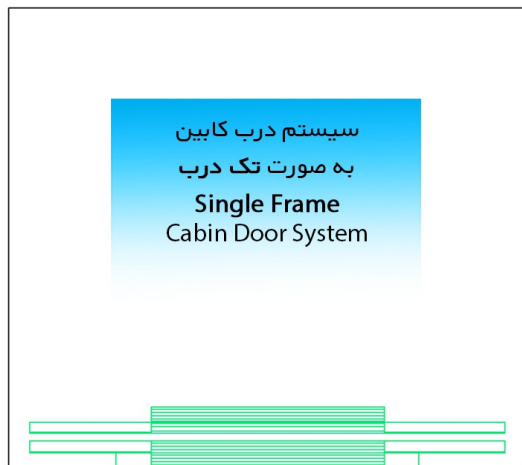 سیستم درب کابین
به صورت تک درب
Single Frame
Cabin Door System